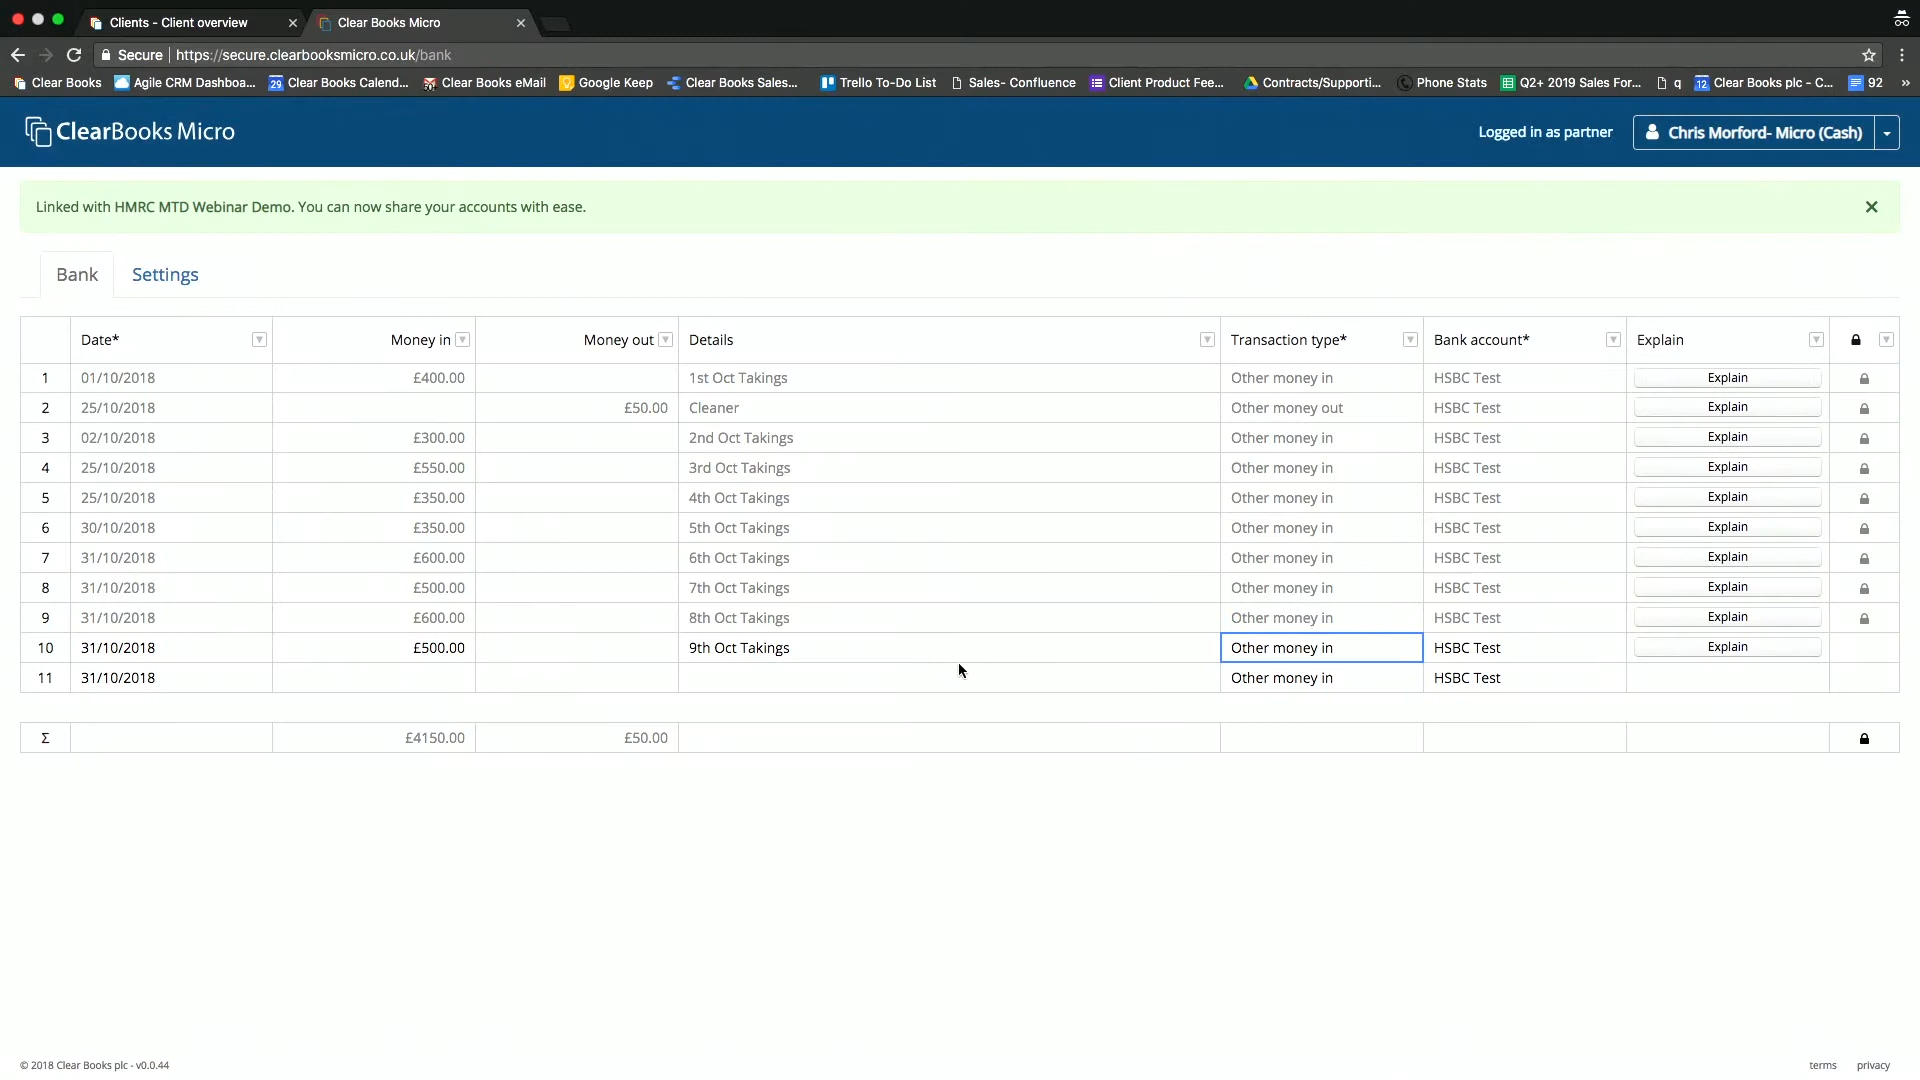 Clients - Client overview
Clear Books Micro
Secure https://secure.clearbooksmicro.co.uk/bank
Clear Books Agile CRM Dashboa... 29 Clear Books Calend... Clear Books eMail Google Keep Clear Books Sales... Trello To-Do List Sales- Confluence Client Product Fee... Contracts/Supporti... Phone Stats Q2+ 2019 Sales For... q 12 Clear Books plc - C... 92 »
ClearBooks Micro
Logged in as partner
Chris Morford- Micro (Cash)
Linked with HMRC MTD Webinar Demo. You can now share your accounts with ease.
Bank Settings
Date* Money in Money out Details Transaction type* Bank account* Explain
1 01/10/2018 £400.00 1st Oct Takings Other money in HSBC Test Explain
2 25/10/2018 £50.00 Cleaner Other money out HSBC Test Explain
3 02/10/2018 £300.00 2nd Oct Takings Other money in HSBC Test Explain
4 25/10/2018 £550.00 3rd Oct Takings Other money in HSBC Test Explain
5 25/10/2018 £350.00 4th Oct Takings Other money in HSBC Test Explain
6 30/10/2018 £350.00 5th Oct Takings Other money in HSBC Test Explain
7 31/10/2018 £600.00 6th Oct Takings Other money in HSBC Test Explain
8 31/10/2018 £500.00 7th Oct Takings Other money in HSBC Test Explain
9 31/10/2018 £600.00 8th Oct Takings Other money in HSBC Test Explain
10 31/10/2018 £500.00 9th Oct Takings Other money in HSBC Test Explain
11 31/10/2018 Other money in HSBC Test
Σ £4150.00 £50.00
© 2018 Clear Books plc - v0.0.44
terms privacy